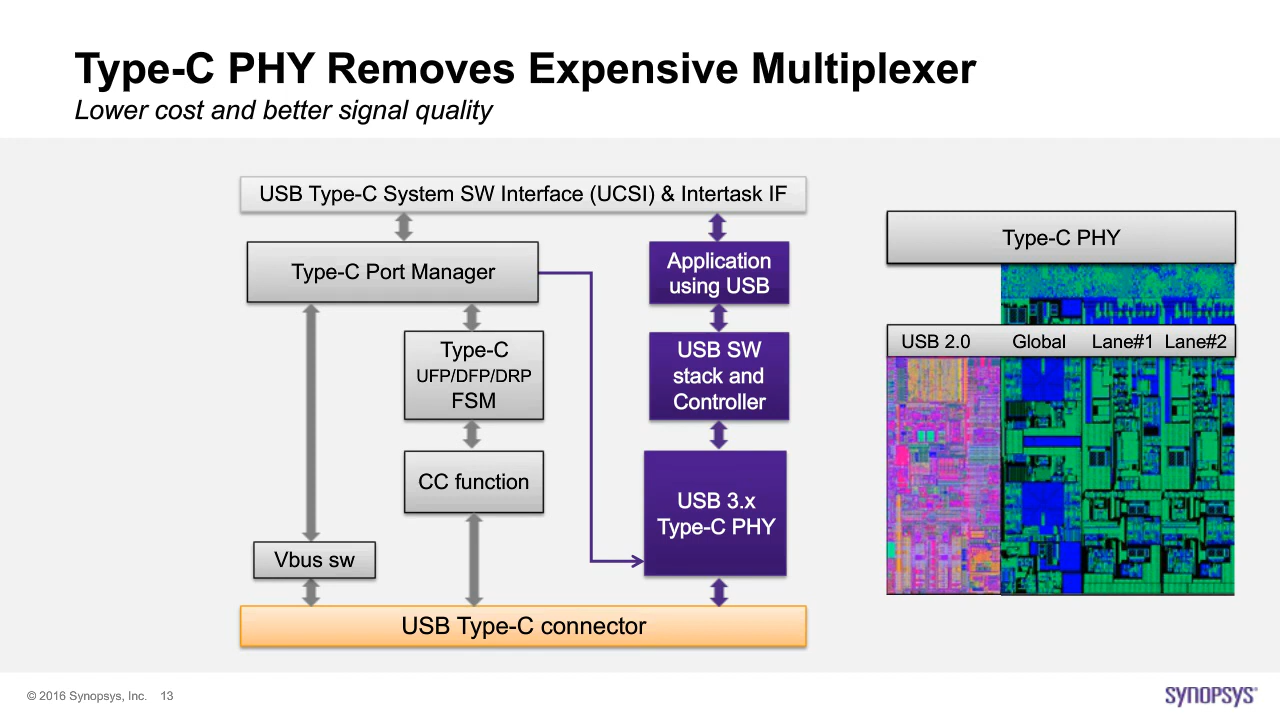 Type-C PHY Removes Expensive Multiplexer
Lower cost and better signal quality
USB Type-C System SW Interface (UCSI) & Intertask IF
Type-C Port Manager
Application
using USB
Type-C
UFP/DFP/DRP
FSM
USB SW
stack and
Controller
CC function
USB 3.x
Type-C PHY
Vbus sw
USB Type-C connector
Type-C PHY
USB 2.0 Global Lane#1 Lane#2
© 2016 Synopsys, Inc. 13
SYNOPSYS®